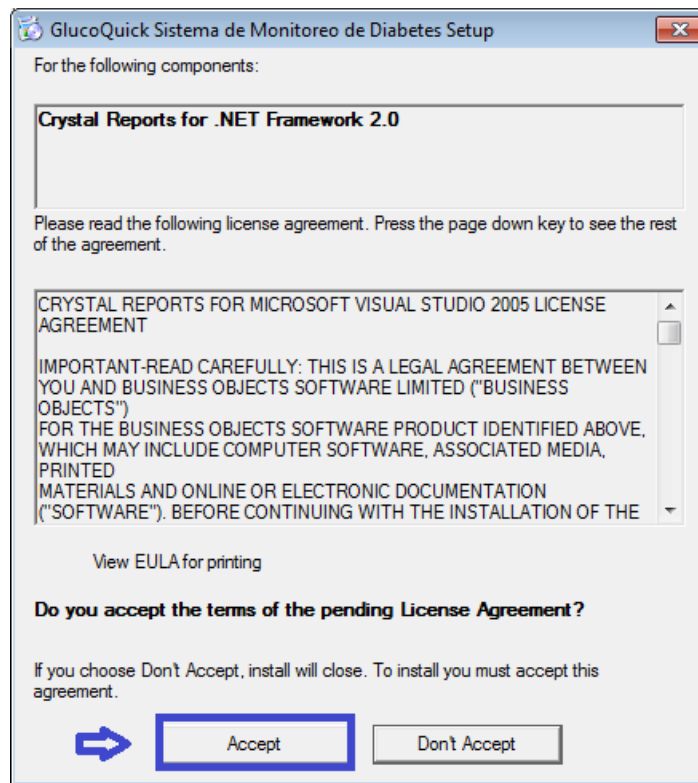 GlucoQuick Sistema de Monitoreo de Diabetes Setup
For the following components:
Crystal Reports for .NET Framework 2.0
Please read the following license agreement. Press the page down key to see the rest
of the agreement.
CRYSTAL REPORTS FOR MICROSOFT VISUAL STUDIO 2005 LICENSE
AGREEMENT
IMPORTANT-READ CAREFULLY: THIS IS A LEGAL AGREEMENT BETWEEN
YOU AND BUSINESS OBJECTS SOFTWARE LIMITED ("BUSINESS
OBJECTS")
FOR THE BUSINESS OBJECTS SOFTWARE PRODUCT IDENTIFIED ABOVE,
WHICH MAY INCLUDE COMPUTER SOFTWARE, ASSOCIATED MEDIA,
PRINTED
MATERIALS AND ONLINE OR ELECTRONIC DOCUMENTATION
("SOFTWARE"). BEFORE CONTINUING WITH THE INSTALLATION OF THE
View EULA for printing
Do you accept the terms of the pending License Agreement?
If you choose Don't Accept, install will close. To install you must accept this
agreement.
Accept
Don't Accept